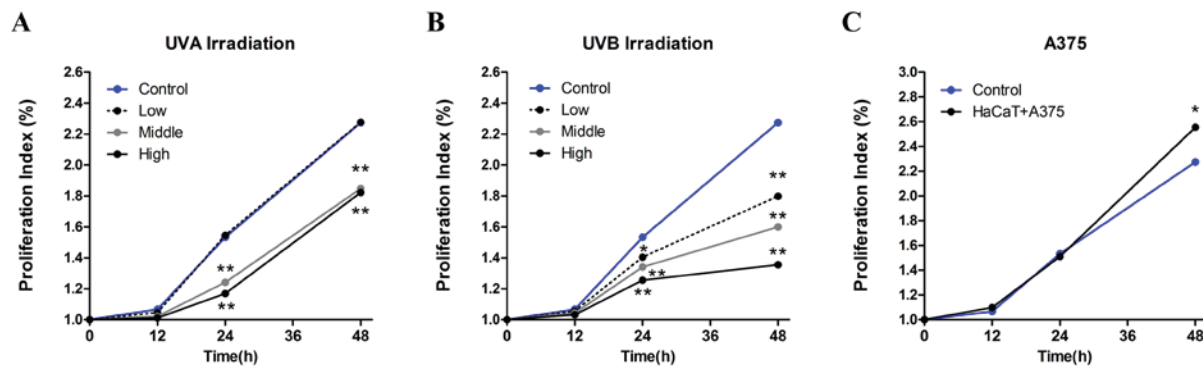 A
UVA Irradiation
Proliferation Index (%)
2.6
2.4
2.2
2.0
1.8
1.6
1.4
1.2
1.0
Control
Low
Middle
High
**
**
**
**
0 12 24 36 48
Time(h)
B
UVB Irradiation
Proliferation Index (%)
2.6
2.4
2.2
2.0
1.8
1.6
1.4
1.2
1.0
Control
Low
Middle
High
**
**
*
**
**
**
0 12 24 36 48
Time(h)
C
A375
Proliferation Index (%)
3.0
2.8
2.6
2.4
2.2
2.0
1.8
1.6
1.4
1.2
1.0
Control
HaCaT+A375
*
0 12 24 36 48
Time(h)